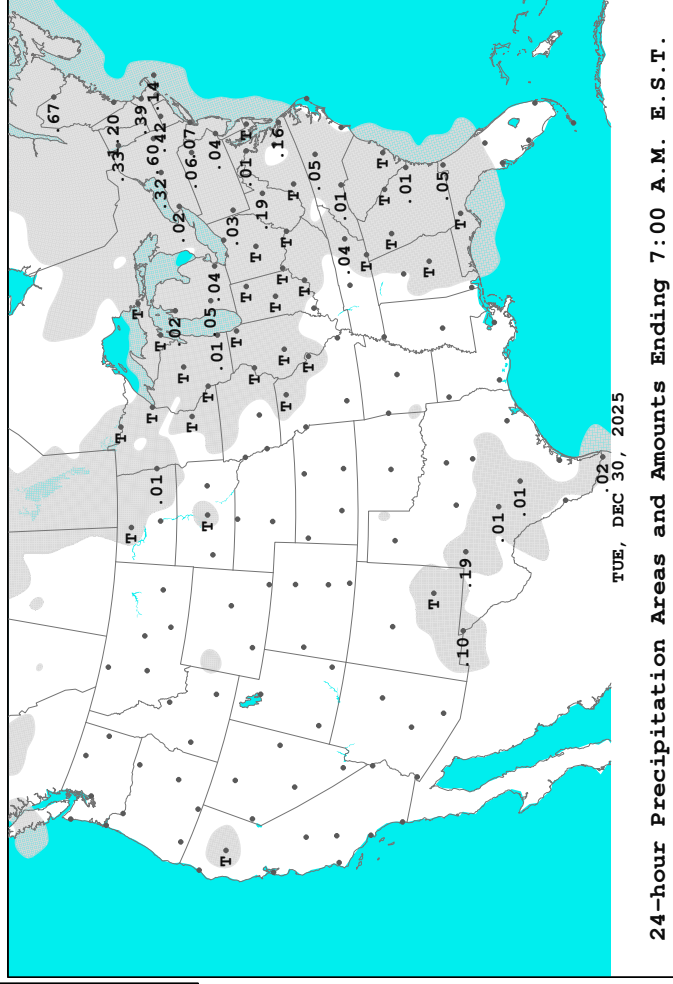 .67
.20
.33
T
T
T
.39
T
.60
.14
.01
T
.32
.42
.02
.02
T
T
.06
.07
T
T
.01
.05
.04
.04
T
T
.03
T
.01
T
T
T
.19
T
.16
T
T
T
T
T
T
T
.05
.04
.01
T
T
T
T
.01
T
T
.05
T
.10
.19
.01
.01
.02
TUE, DEC 30, 2025
24-hour Precipitation Areas and Amounts Ending 7:00 A.M. E.S.T.